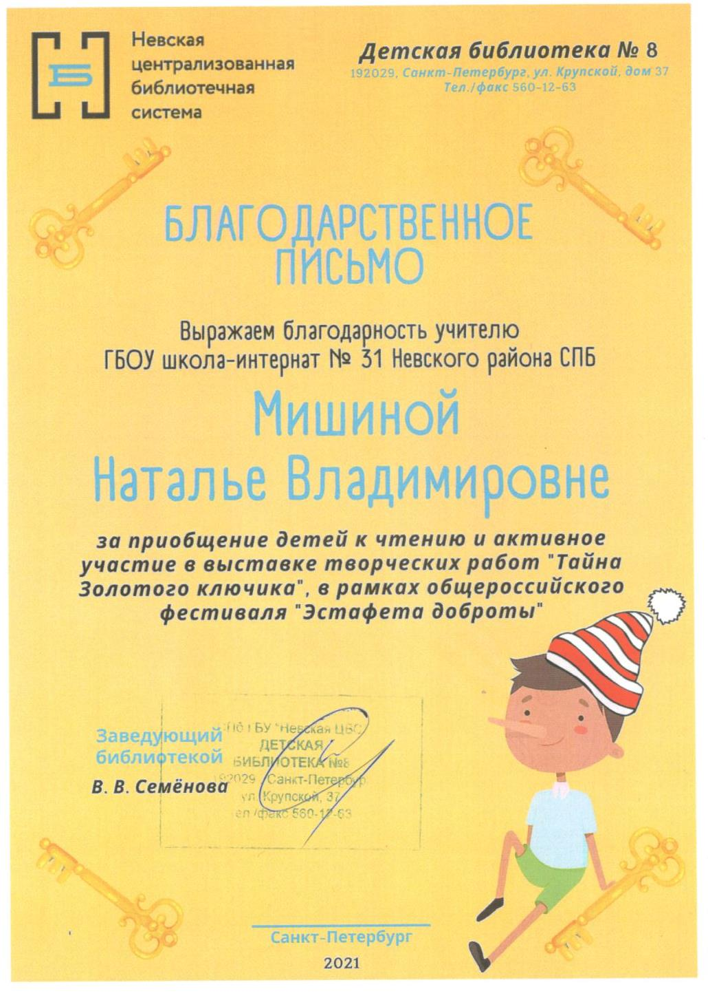 Невская
централизованная
библиотечная
система
Детская библиотека № 8
192029, Санкт-Петербург, ул. Крупской, дом 37
Тел./факс 560-12-63
БЛАГОДАРСТВЕННОЕ
ПИСЬМО
Выражаем благодарность учителю
ГБОУ школа-интернат № 31 Невского района СПБ
Мишиной
Наталье Владимировне
за приобщение детей к чтению и активное
участие в выставке творческих работ "Тайна
Золотого ключика", в рамках общероссийского
фестиваля "Эстафета доброты"
Заведующий
библиотекой
В. В. Семёнова
ГБУ "Невская ЦБС
ДЕТСКАЯ
БИБЛИОТЕКА №8
192029 Санкт-Петербур
ул. Крупской, 37
ел /факс 560-12-63
Санкт-Петербург
2021